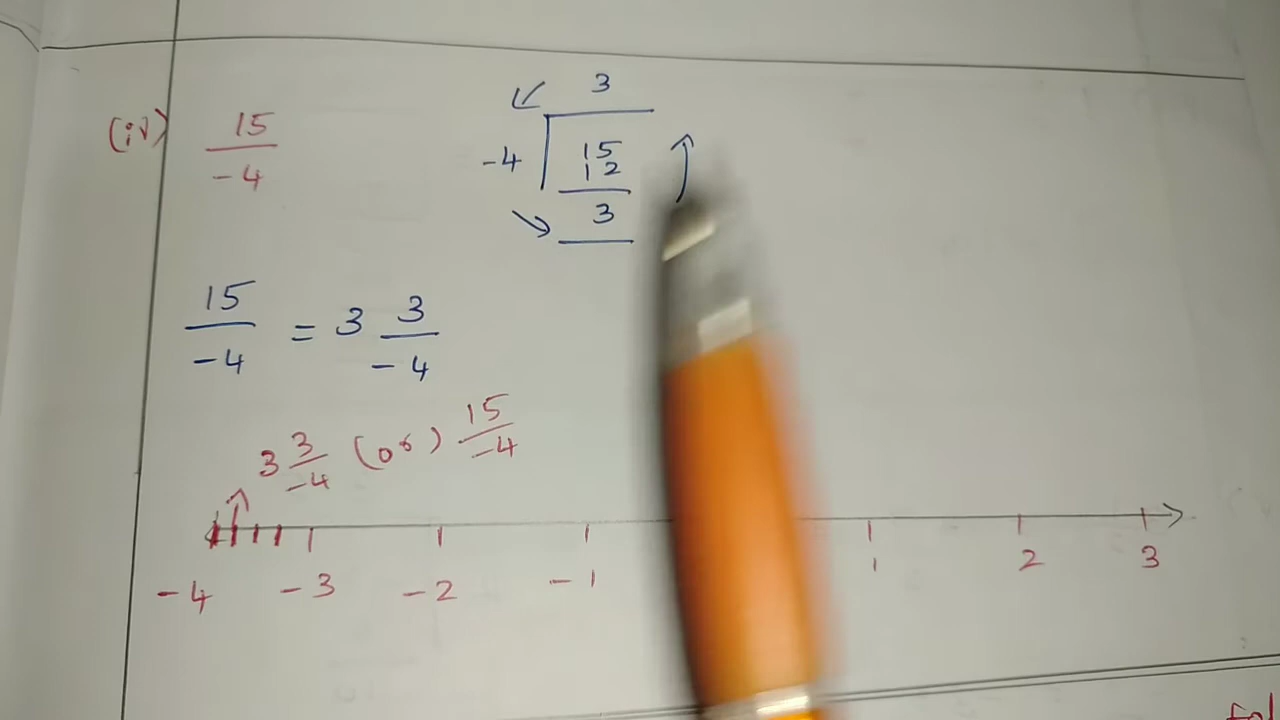 (iv) 15/-4
3
-4 15
12
3
15/-4 = 3 3/-4
3 3/-4 (or) 15/-4
-4 -3 -2 -1 1 2 3